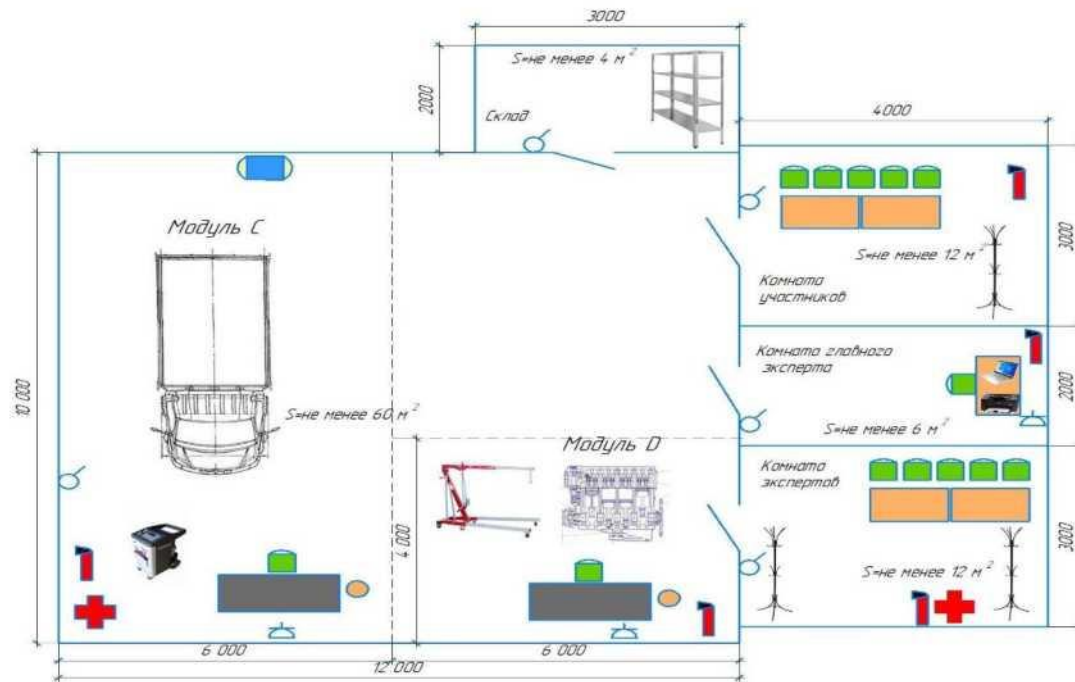 3000
S=не менее 4 м²
2000
Склад
4000
Модуль С
3000
S=не менее 12 м²
Комната
участников
10 000
Комната главного
эксперта
2000
S=не менее 60 м²
S=не менее 6 м²
Модуль D
Комната
экспертов
4 000
3000
S=не менее 12 м²
6 000
6 000
12 000